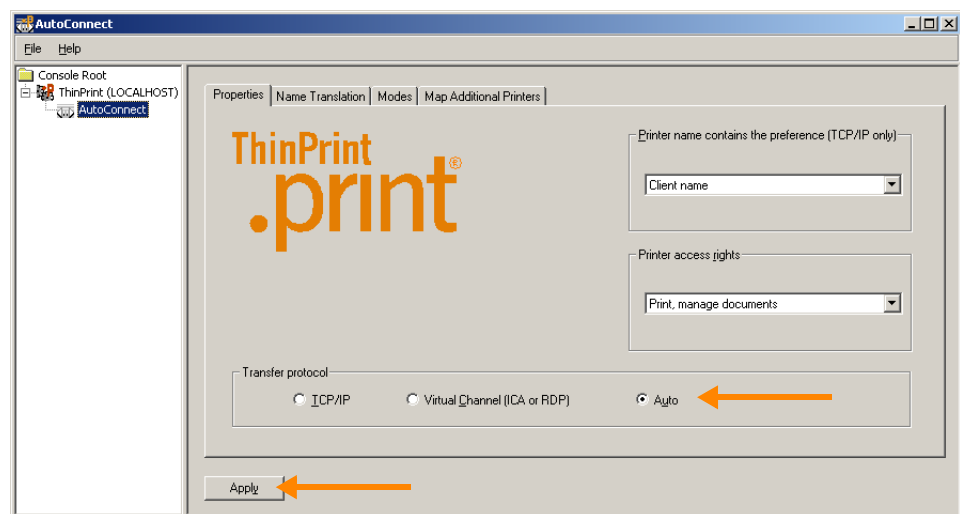 AutoConnect
File Help
Console Root
ThinPrint (LOCALHOST)
AutoConnect
Properties Name Translation Modes Map Additional Printers
ThinPrint
.print®
Printer name contains the preference (TCP/IP only)
Client name
Printer access rights
Print, manage documents
Transfer protocol
TCP/IP Virtual Channel (ICA or RDP) Auto
Apply